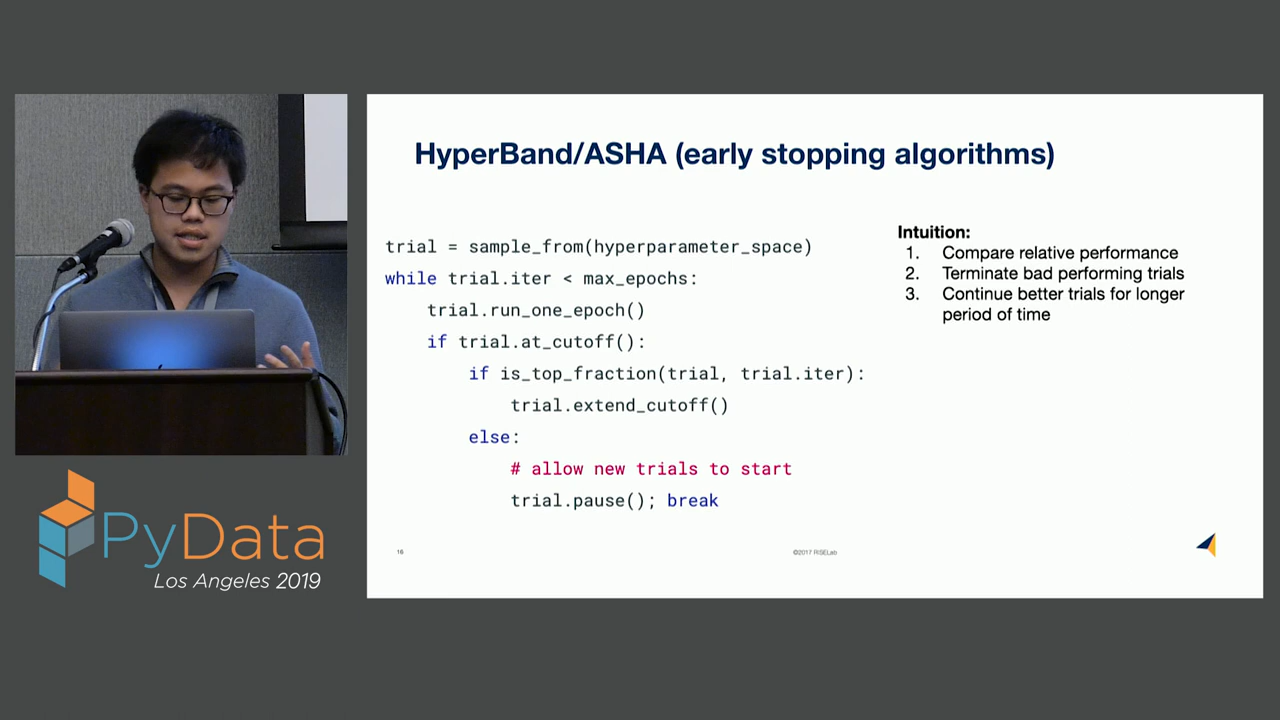 HyperBand/ASHA (early stopping algorithms)
trial = sample_from(hyperparameter_space)
while trial.iter < max_epochs:
trial.run_one_epoch()
if trial.at_cutoff():
if is_top_fraction(trial, trial.iter):
trial.extend_cutoff()
else:
# allow new trials to start
trial.pause(); break
Intuition:
1. Compare relative performance
2. Terminate bad performing trials
3. Continue better trials for longer
period of time
16
©2017 RISELab
PyData
Los Angeles 2019